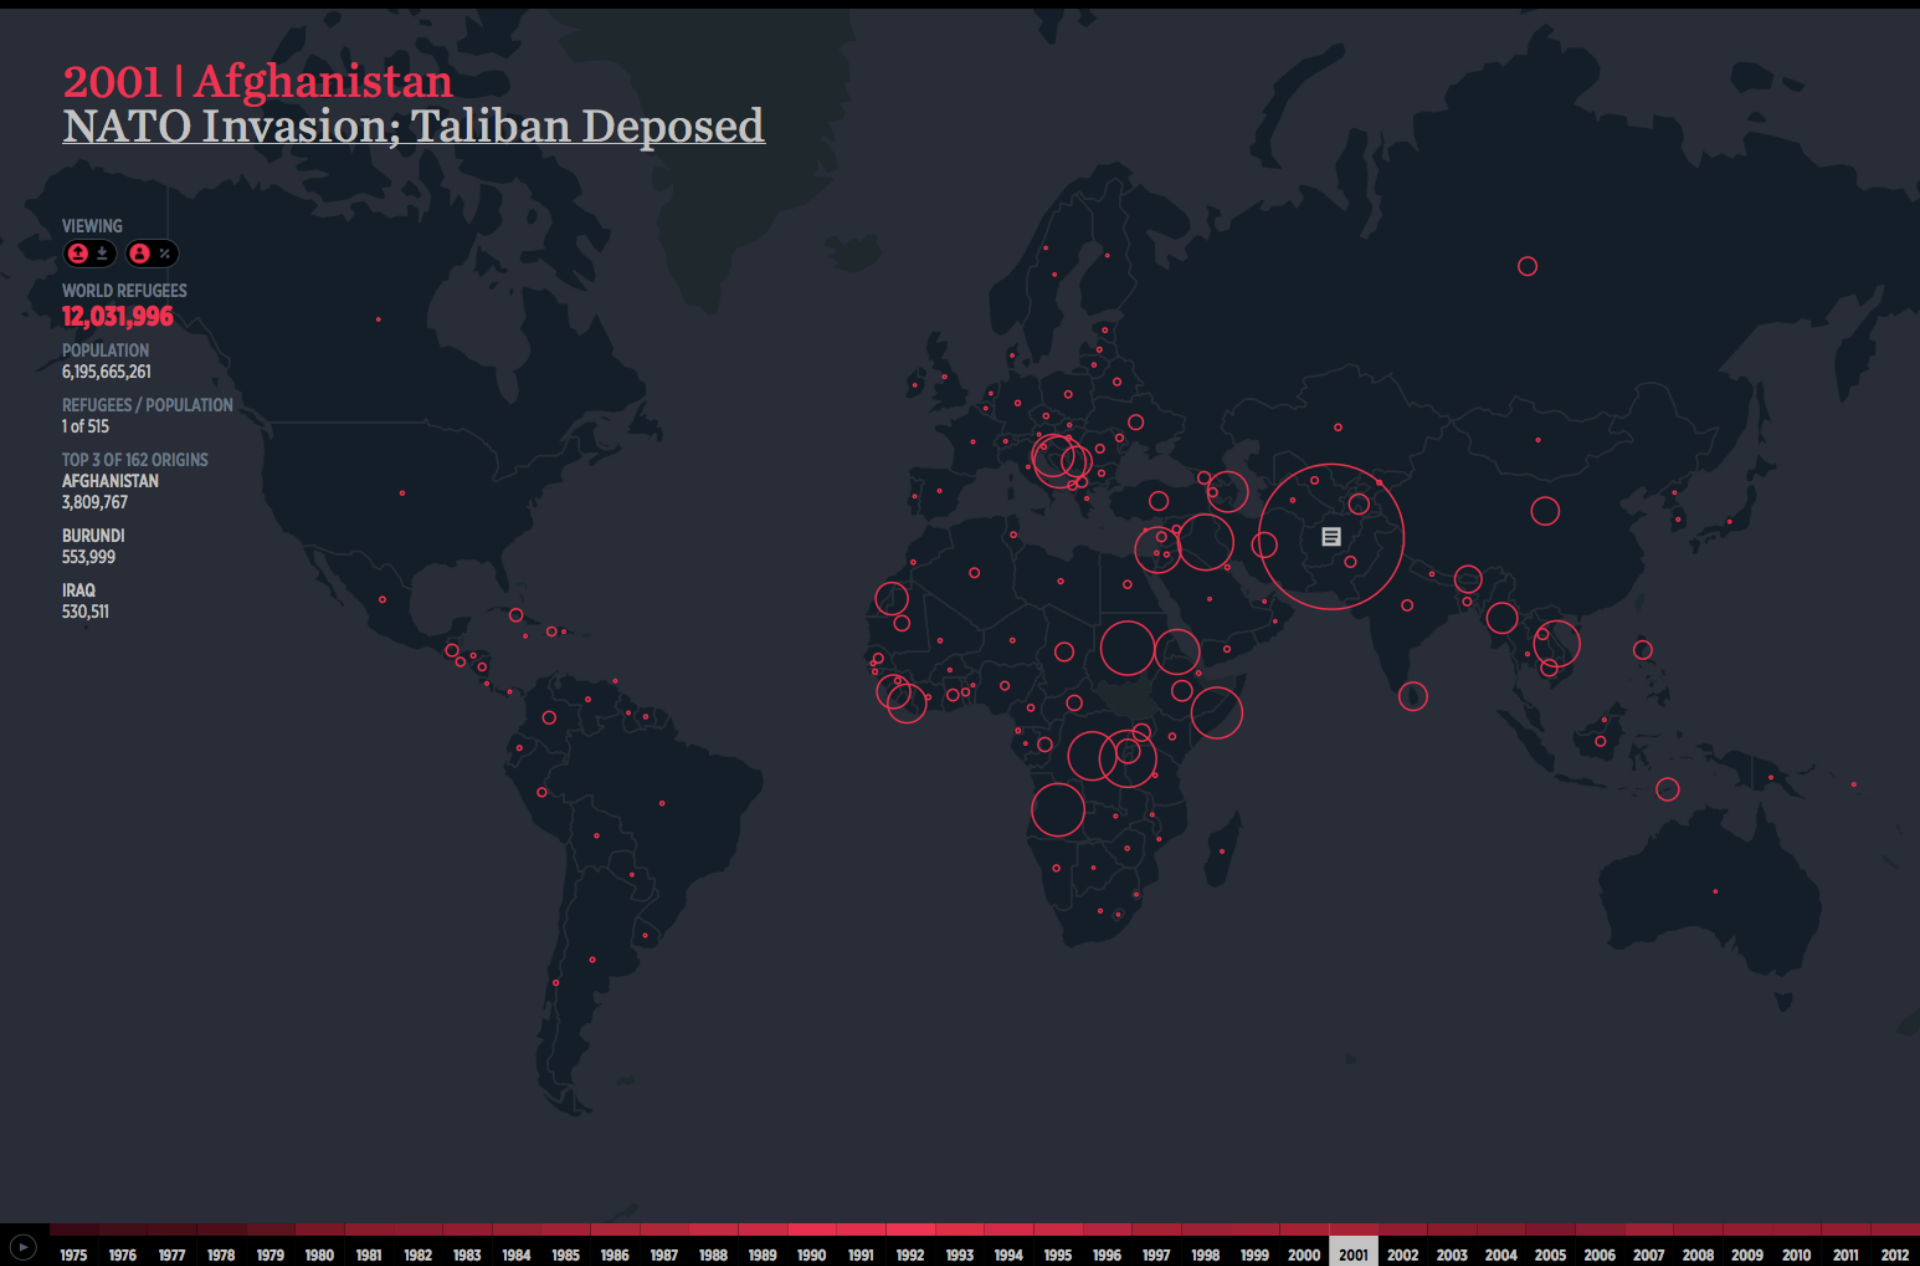 2001 | Afghanistan
NATO Invasion; Taliban Deposed
VIEWING
%
WORLD REFUGEES
12,031,996
POPULATION
6,195,665,261
REFUGEES / POPULATION
1 of 515
TOP 3 OF 162 ORIGINS
AFGHANISTAN
3,809,767
BURUNDI
553,999
IRAQ
530,511
1975 1976 1977 1978 1979 1980 1981 1982 1983 1984 1985 1986 1987 1988 1989 1990 1991 1992 1993 1994 1995 1996 1997 1998 1999 2000 2001 2002 2003 2004 2005 2006 2007 2008 2009 2010 2011 2012